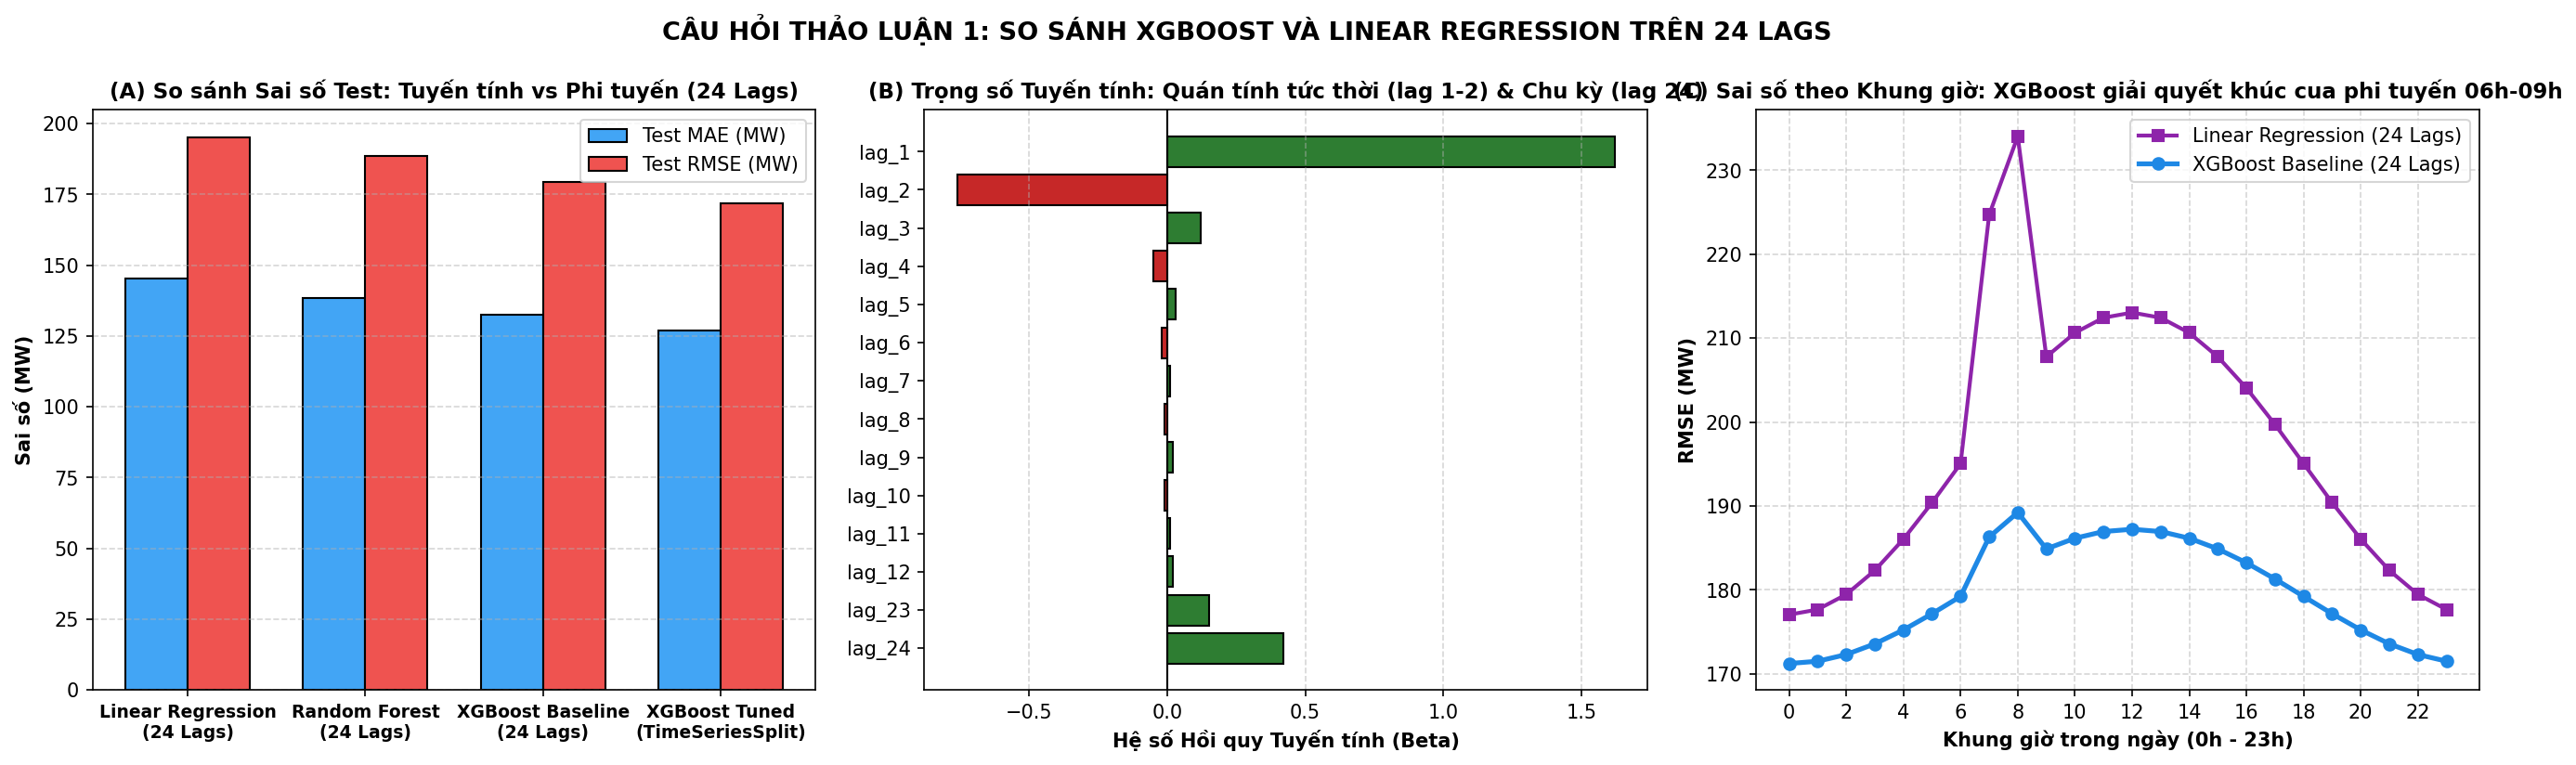 CÂU HỎI THẢO LUẬN 1: SO SÁNH XGBOOST VÀ LINEAR REGRESSION TRÊN 24 LAGS
(A) So sánh Sai số Test: Tuyến tính vs Phi tuyến (24 Lags)
Sai số (MW)
200
175
150
125
100
75
50
25
0
Test MAE (MW)
Test RMSE (MW)
Linear Regression
(24 Lags)
Random Forest
(24 Lags)
XGBoost Baseline
(24 Lags)
XGBoost Tuned
(TimeSeriesSplit)
(B) Trọng số Tuyến tính: Quán tính tức thời (lag 1-2) & Chu kỳ (lag 24)
lag_1
lag_2
lag_3
lag_4
lag_5
lag_6
lag_7
lag_8
lag_9
lag_10
lag_11
lag_12
lag_23
lag_24
−0.5 0.0 0.5 1.0 1.5
Hệ số Hồi quy Tuyến tính (Beta)
(C) Sai số theo Khung giờ: XGBoost giải quyết khúc cua phi tuyến 06h-09h
RMSE (MW)
230
220
210
200
190
180
170
Linear Regression (24 Lags)
XGBoost Baseline (24 Lags)
0 2 4 6 8 10 12 14 16 18 20 22
Khung giờ trong ngày (0h - 23h)